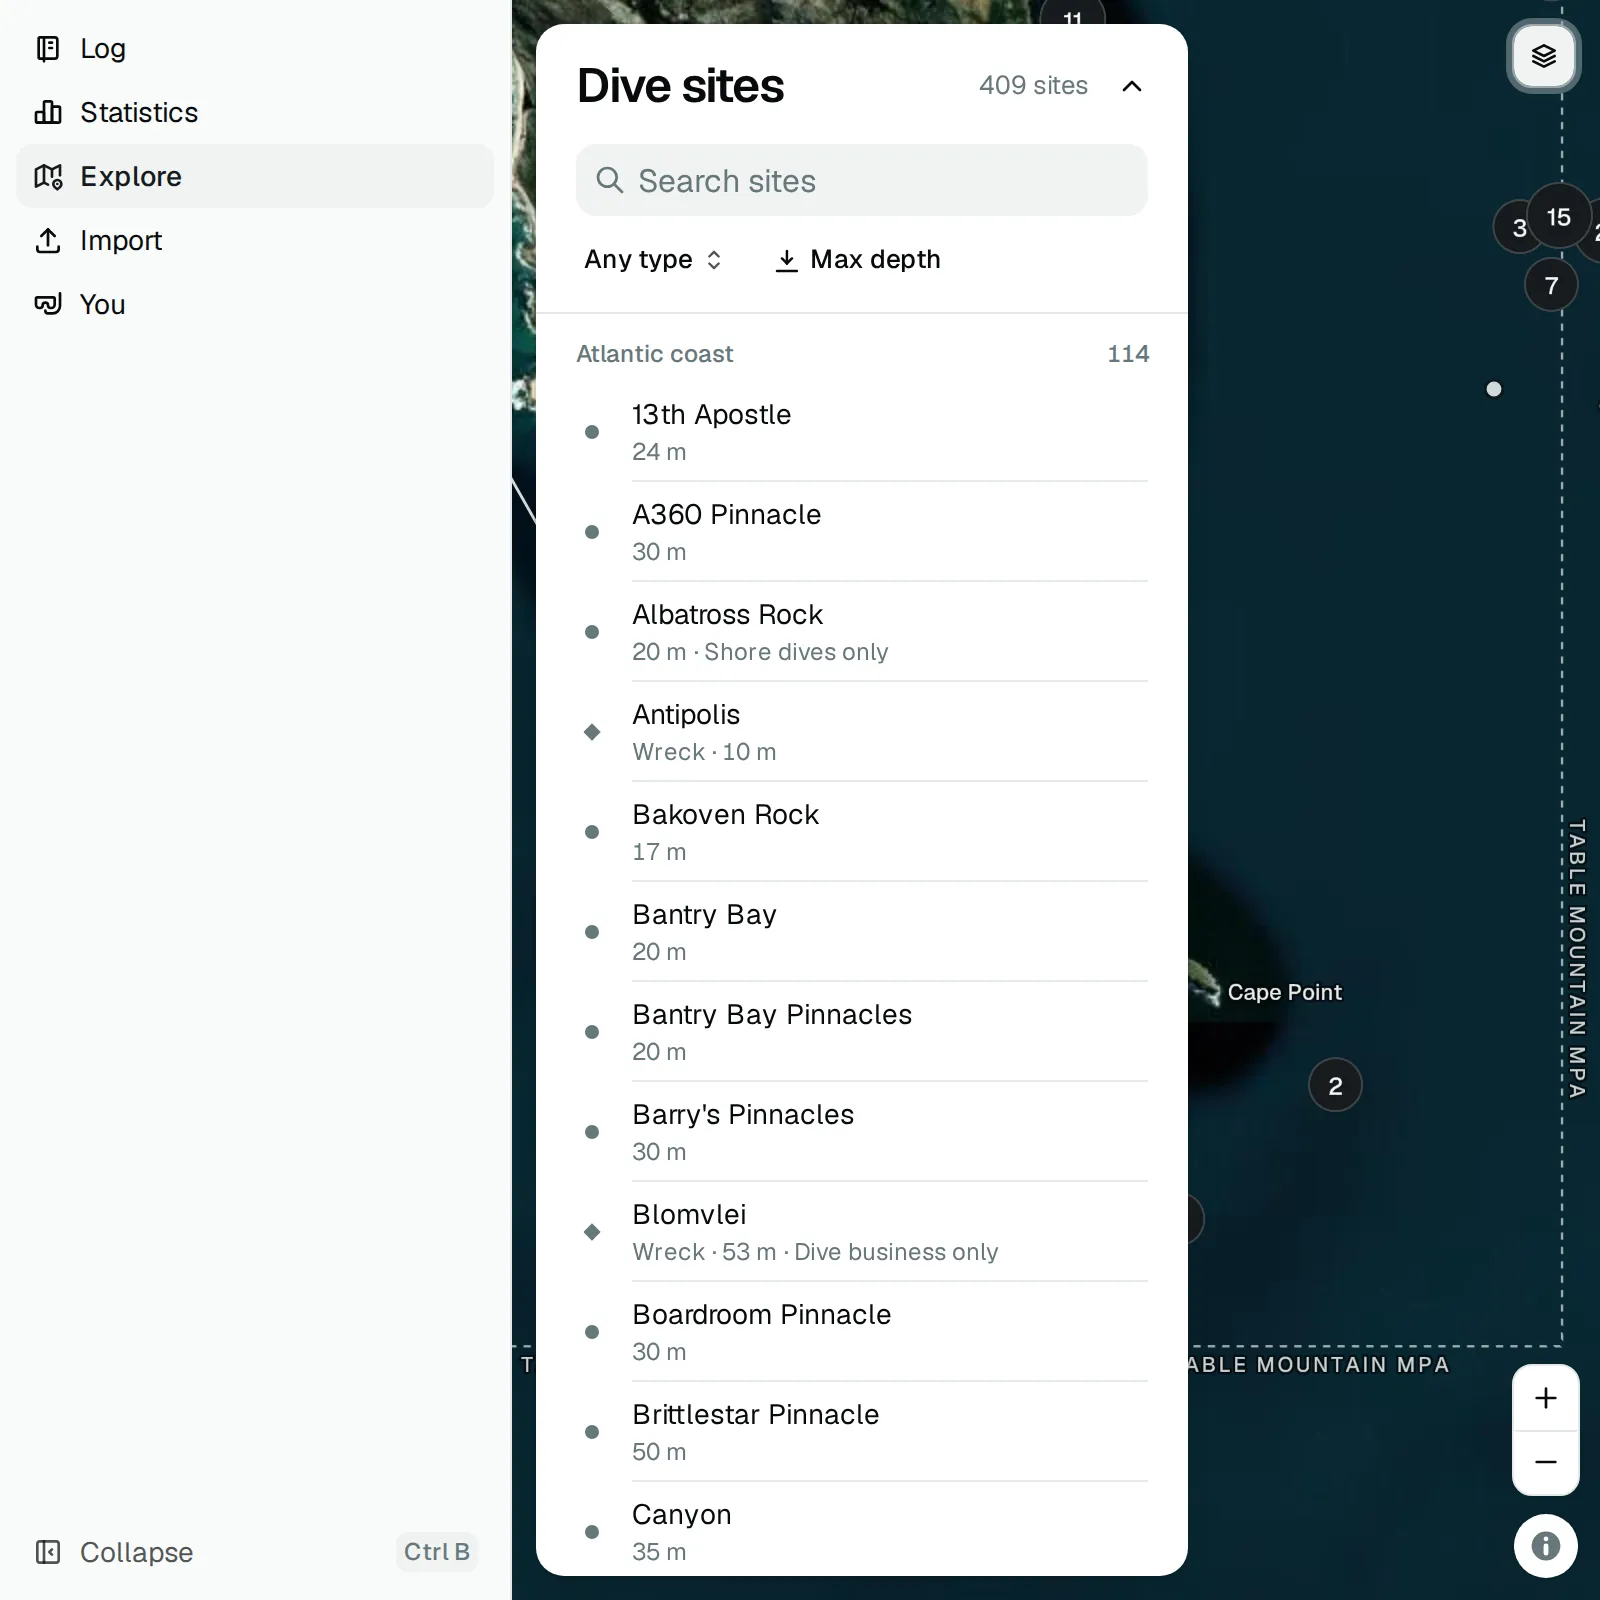 Log
Statistics
Explore
Import
You
Collapse
Ctrl B
Dive sites
409 sites
Search sites
Any type
Max depth
Atlantic coast
114
13th Apostle
24 m
A360 Pinnacle
30 m
Albatross Rock
20 m · Shore dives only
Antipolis
Wreck · 10 m
Bakoven Rock
17 m
Bantry Bay
20 m
Bantry Bay Pinnacles
20 m
Barry's Pinnacles
30 m
Blomvlei
Wreck · 53 m · Dive business only
Boardroom Pinnacle
30 m
Brittlestar Pinnacle
50 m
Canyon
35 m
11
3
15
7
TABLE MOUNTAIN MPA
Cape Point
2
T
ABLE MOUNTAIN MPA